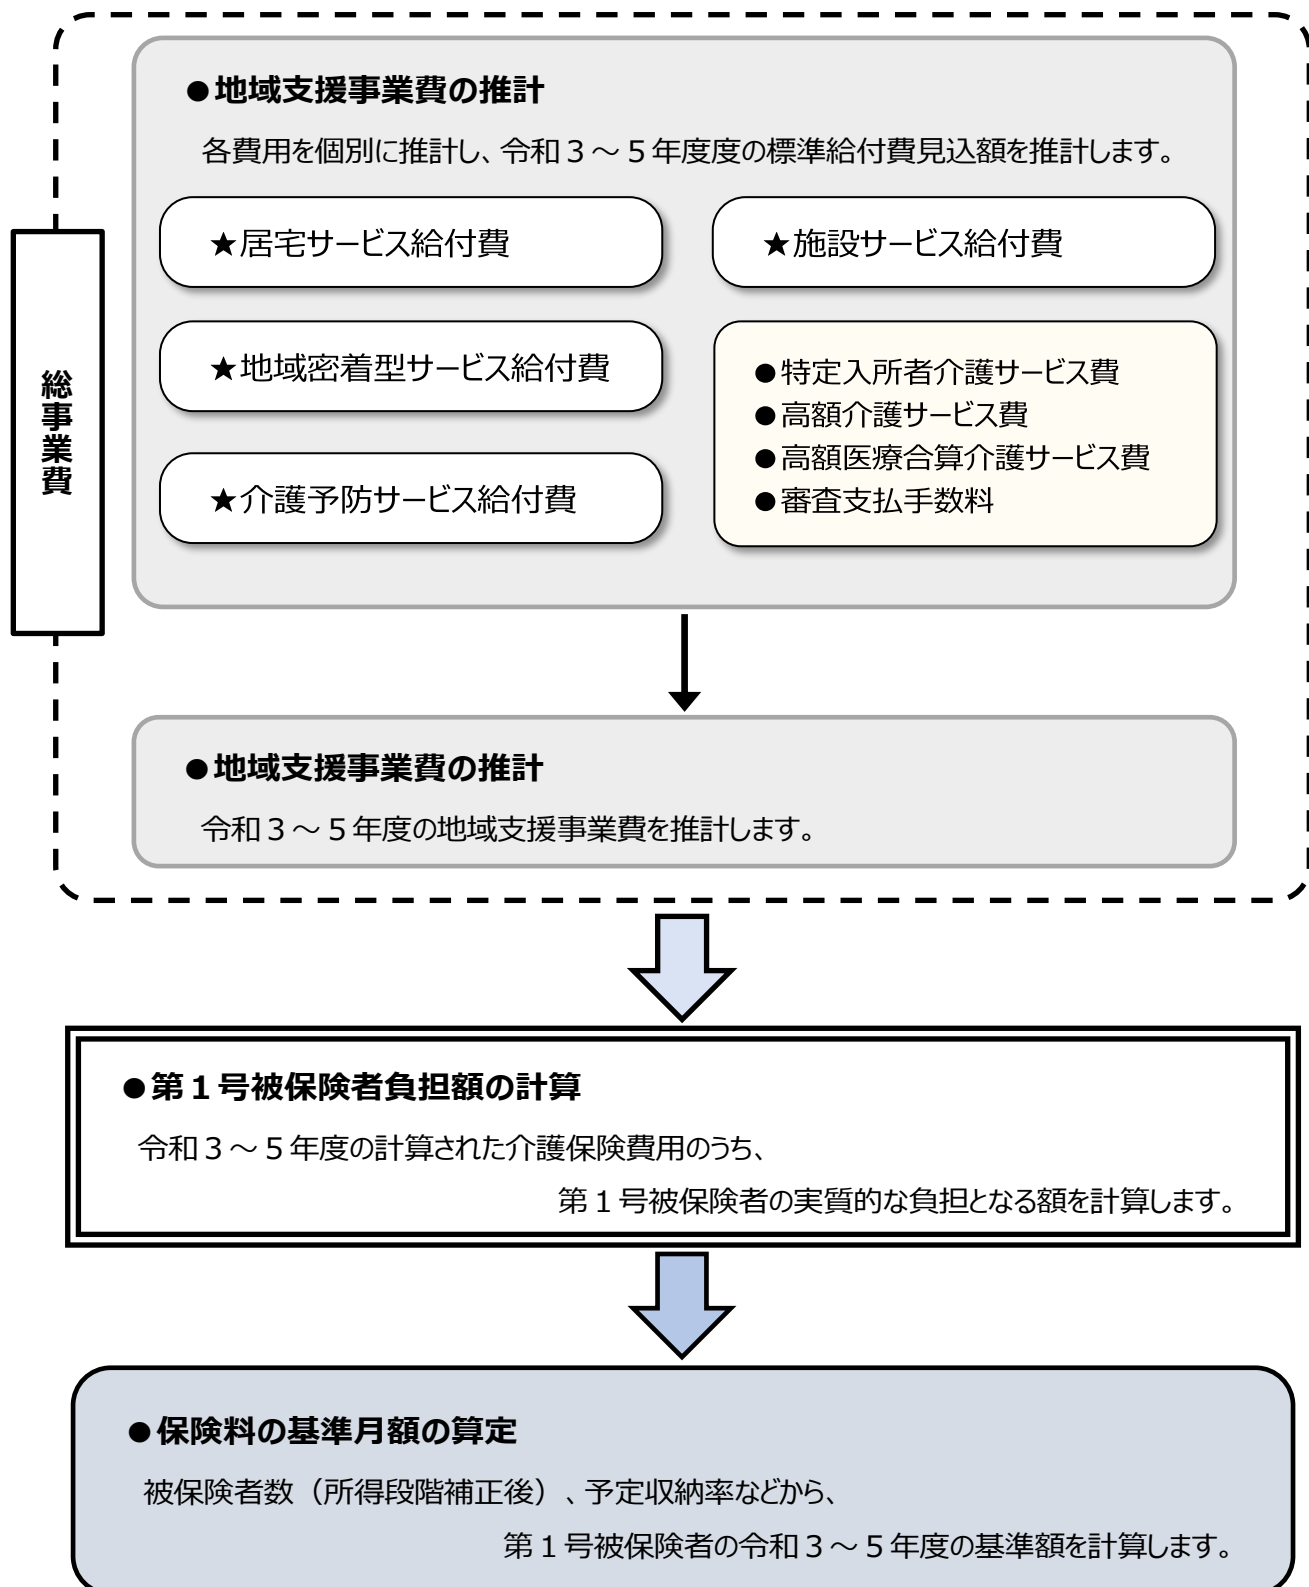 ●地域支援事業費の推計
各費用を個別に推計し、令和３～５年度度の標準給付費見込額を推計します。
★居宅サービス給付費
★施設サービス給付費
★地域密着型サービス給付費
★介護予防サービス給付費
●特定入所者介護サービス費
●高額介護サービス費
●高額医療合算介護サービス費
●審査支払手数料
総事業費
●地域支援事業費の推計
令和３～５年度の地域支援事業費を推計します。
●第１号被保険者負担額の計算
令和３～５年度の計算された介護保険費用のうち、
第１号被保険者の実質的な負担となる額を計算します。
●保険料の基準月額の算定
被保険者数（所得段階補正後）、予定収納率などから、
第１号被保険者の令和３～５年度の基準額を計算します。